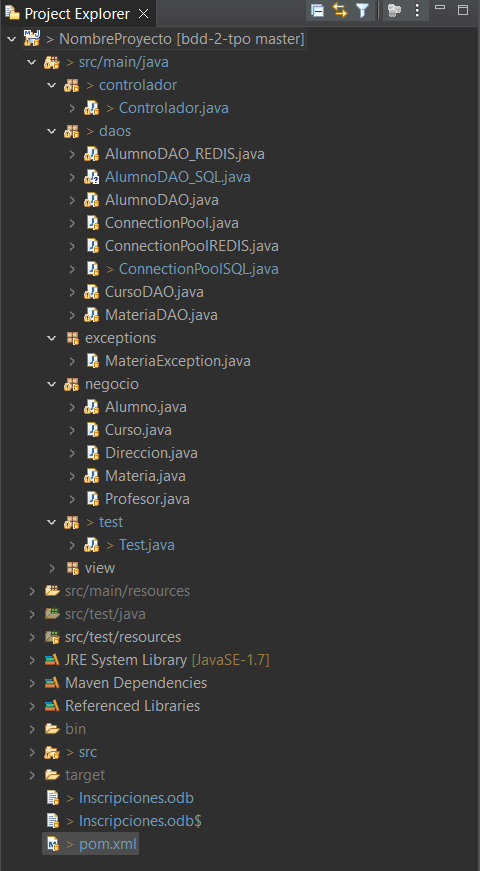 Project Explorer
> NombreProyecto [bdd-2-tpo master]
> src/main/java
> controlador
> Controlador.java
> daos
AlumnoDAO_REDIS.java
AlumnoDAO_SQL.java
AlumnoDAO.java
ConnectionPool.java
ConnectionPoolREDIS.java
> ConnectionPoolSQL.java
CursoDAO.java
MateriaDAO.java
exceptions
MateriaException.java
negocio
Alumno.java
Curso.java
Direccion.java
Materia.java
Profesor.java
> test
> Test.java
view
src/main/resources
src/test/java
src/test/resources
JRE System Library [JavaSE-1.7]
Maven Dependencies
Referenced Libraries
bin
> src
target
> Inscripciones.odb
> Inscripciones.odb$
> pom.xml